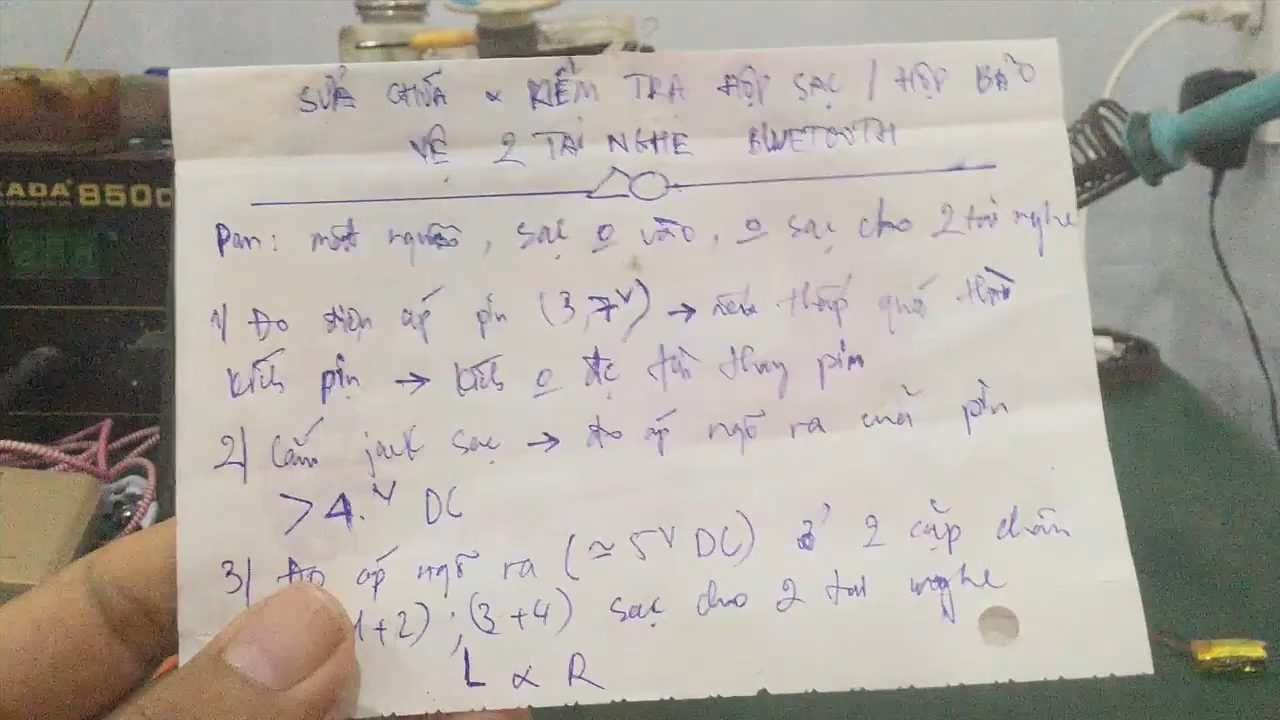 SỬA CHỮA & KIỂM TRA HỘP SẠC / HỘP BẢO
VỆ 2 TAI NGHE BLUETOOTH
KADA 850D
Pan: mất nguồn, sạc o vào, o sạc cho 2 tai nghe
1) Đo điện áp pin (3,7V) → nếu thấp quá thì
kích pin → kích o đc thì thay pin
2) Cắm jack sạc → đo áp ngõ ra của pin
>4.V DC
3) Đo áp ngõ ra (≃ 5V DC) ở 2 cặp chân
1+2) ; (3+4) sạc cho 2 tai nghe
L & R